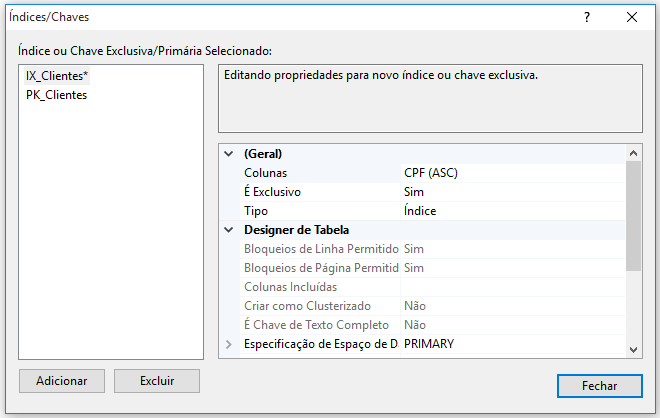 Índices/Chaves
?
Índice ou Chave Exclusiva/Primária Selecionado:
IX_Clientes*
PK_Clientes
Editando propriedades para novo índice ou chave exclusiva.
(Geral)
Colunas CPF (ASC)
É Exclusivo Sim
Tipo Índice
Designer de Tabela
Bloqueios de Linha Permitido Sim
Bloqueios de Página Permitid Sim
Colunas Incluídas
Criar como Clusterizado Não
É Chave de Texto Completo Não
Especificação de Espaço de D. PRIMARY
Adicionar Excluir Fechar